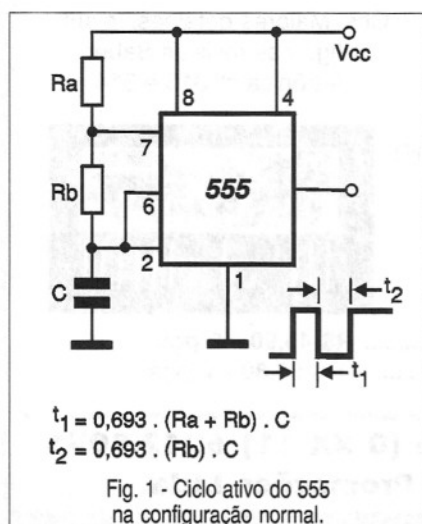 Vcc
Ra
8
4
7
Rb
555
6
2
C
1
t2
t1
t1 = 0,693 . (Ra + Rb) . C
t2 = 0,693 . (Rb) . C
Fig. 1 - Ciclo ativo do 555
na configuração normal.